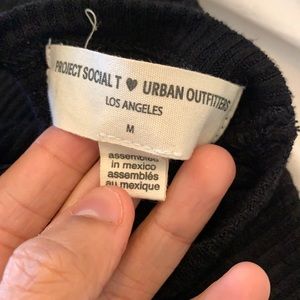 PROJECT SOCIAL T ♥ URBAN OUTFITTERS
LOS ANGELES
M
assembled
in mexico
assemblés
au mexique